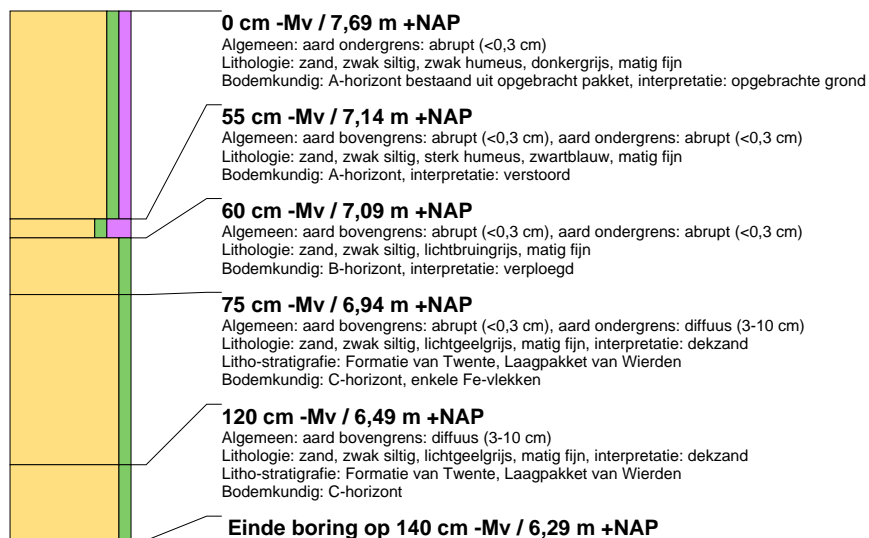 0 cm -Mv / 7,69 m +NAP
Algemeen: aard ondergrens: abrupt (<0,3 cm)
Lithologie: zand, zwak siltig, zwak humeus, donkergrijs, matig fijn
Bodemkundig: A-horizont bestaand uit opgebracht pakket, interpretatie: opgebrachte grond
55 cm -Mv / 7,14 m +NAP
Algemeen: aard bovengrens: abrupt (<0,3 cm), aard ondergrens: abrupt (<0,3 cm)
Lithologie: zand, zwak siltig, sterk humeus, zwartblauw, matig fijn
Bodemkundig: A-horizont, interpretatie: verstoord
60 cm -Mv / 7,09 m +NAP
Algemeen: aard bovengrens: abrupt (<0,3 cm), aard ondergrens: abrupt (<0,3 cm)
Lithologie: zand, zwak siltig, lichtbruingrijs, matig fijn
Bodemkundig: B-horizont, interpretatie: verploegd
75 cm -Mv / 6,94 m +NAP
Algemeen: aard bovengrens: abrupt (<0,3 cm), aard ondergrens: diffuus (3-10 cm)
Lithologie: zand, zwak siltig, lichtgeelgrijs, matig fijn, interpretatie: dekzand
Litho-stratigrafie: Formatie van Twente, Laagpakket van Wierden
Bodemkundig: C-horizont, enkele Fe-vlekken
120 cm -Mv / 6,49 m +NAP
Algemeen: aard bovengrens: diffuus (3-10 cm)
Lithologie: zand, zwak siltig, lichtgeelgrijs, matig fijn, interpretatie: dekzand
Litho-stratigrafie: Formatie van Twente, Laagpakket van Wierden
Bodemkundig: C-horizont
Einde boring op 140 cm -Mv / 6,29 m +NAP